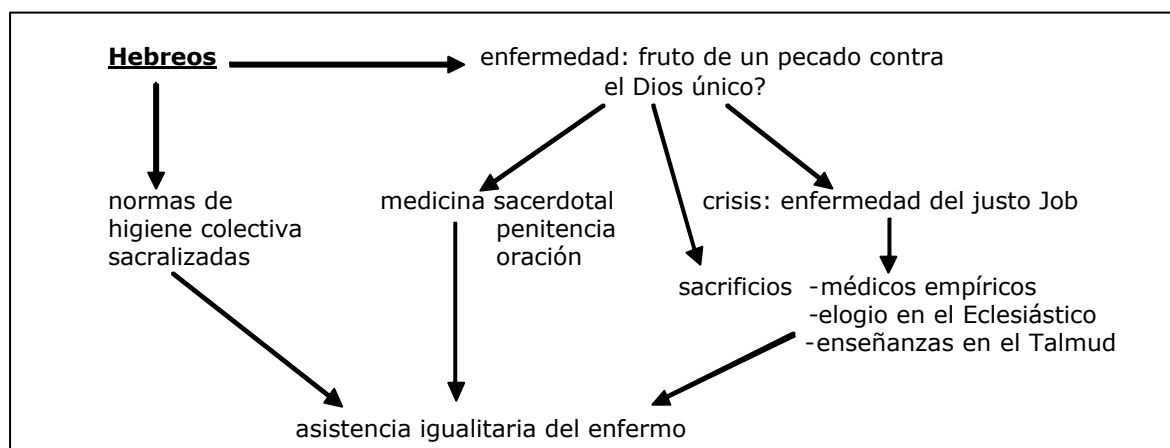 Hebreos
enfermedad: fruto de un pecado contra
el Dios único?
normas de
higiene colectiva
sacralizadas
medicina sacerdotal
penitencia
oración
crisis: enfermedad del justo Job
sacrificios
-médicos empíricos
-elogio en el Eclesiástico
-enseñanzas en el Talmud
asistencia igualitaria del enfermo